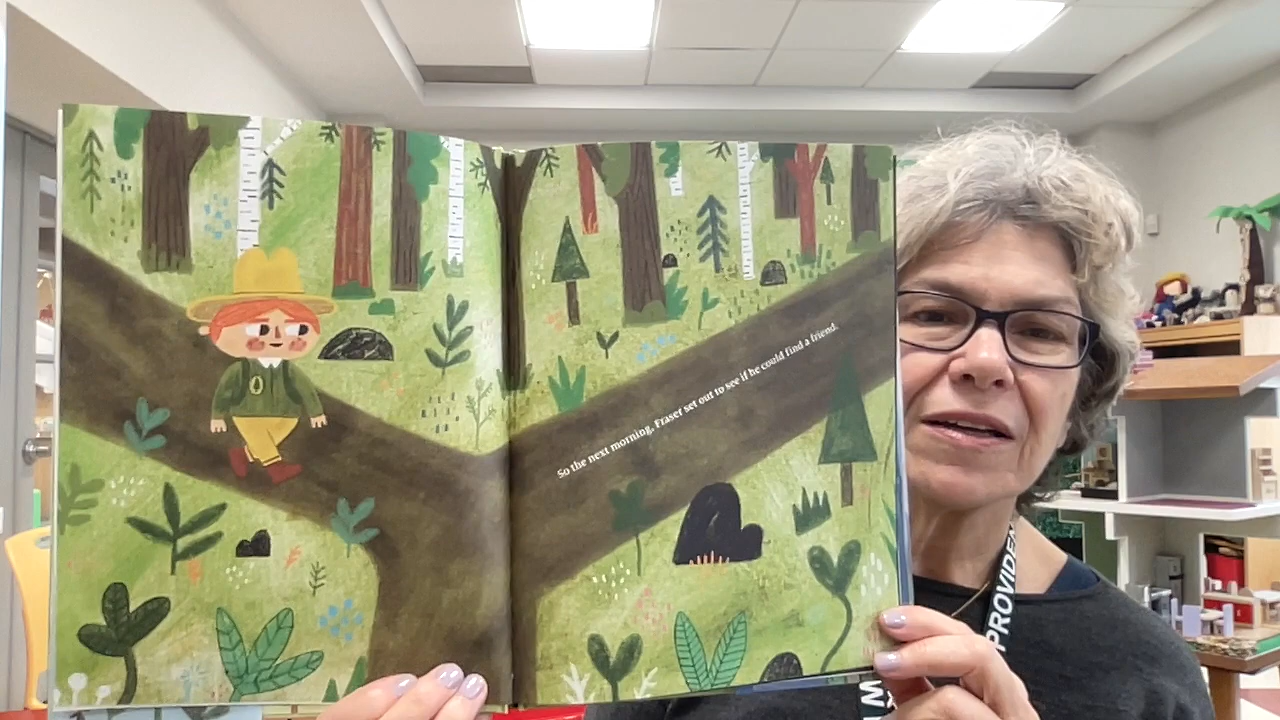 So the next morning, Fraser set out to see if he could find a friend.
PROVIDEN